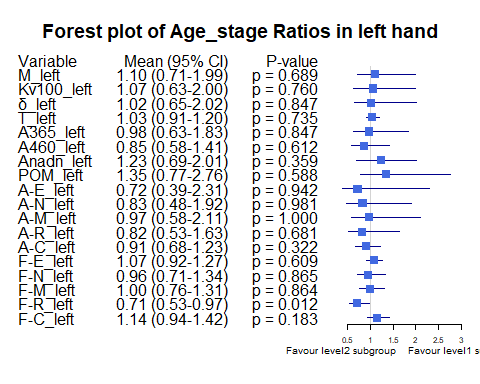 Forest plot of Age_stage Ratios in left hand
Variable Mean (95% CI) P-value
M_left 1.10 (0.71-1.99) p = 0.689
Kv100_left 1.07 (0.63-2.00) p = 0.760
δ_left 1.02 (0.65-2.02) p = 0.847
T_left 1.03 (0.91-1.20) p = 0.735
A365_left 0.98 (0.63-1.83) p = 0.847
A460_left 0.85 (0.58-1.41) p = 0.612
Anadn_left 1.23 (0.69-2.01) p = 0.359
POM_left 1.35 (0.77-2.76) p = 0.588
A-E_left 0.72 (0.39-2.31) p = 0.942
A-N_left 0.83 (0.48-1.92) p = 0.981
A-M_left 0.97 (0.58-2.11) p = 1.000
A-R_left 0.82 (0.53-1.63) p = 0.681
A-C_left 0.91 (0.68-1.23) p = 0.322
F-E_left 1.07 (0.92-1.27) p = 0.609
F-N_left 0.96 (0.71-1.34) p = 0.865
F-M_left 1.00 (0.76-1.31) p = 0.864
F-R_left 0.71 (0.53-0.97) p = 0.012
F-C_left 1.14 (0.94-1.42) p = 0.183
0.5 1 1.5 2 2.5 3
Favour level2 subgroup Favour level1 s